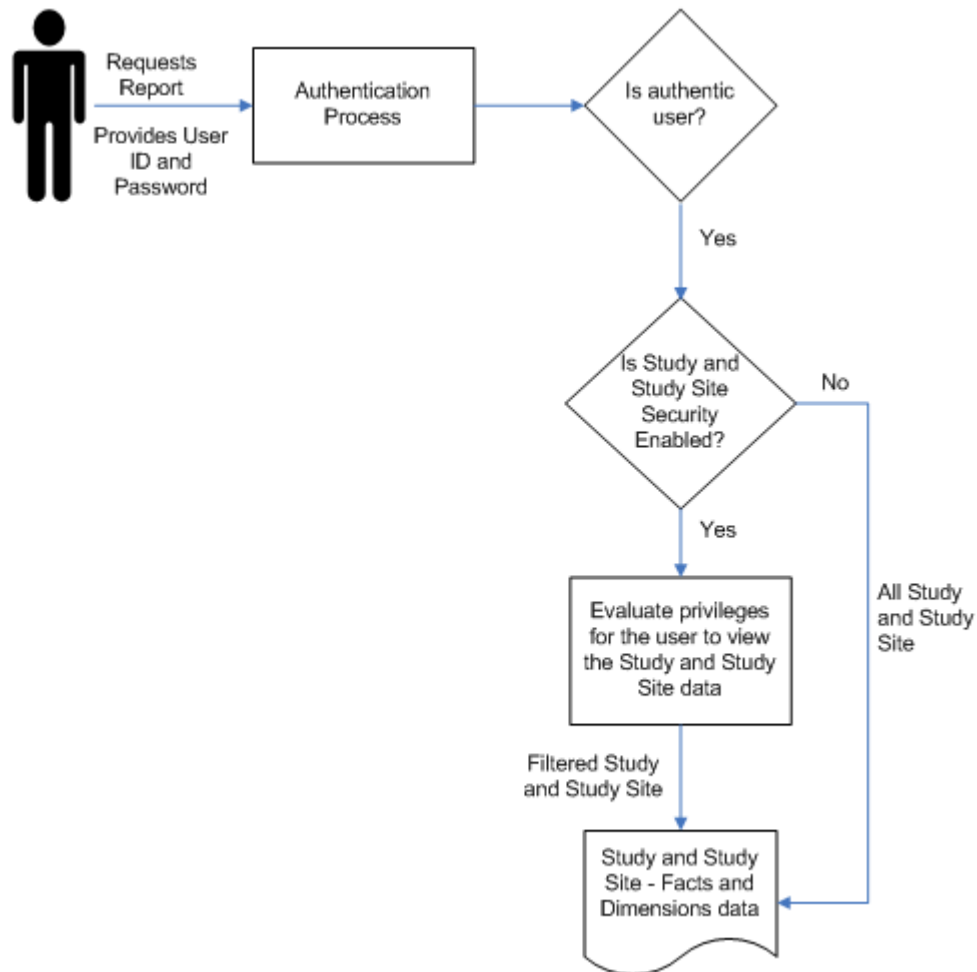 Requests
Report
Provides User
ID and
Password
Authentication
Process
Is authentic
user?
Yes
Is Study and
Study Site
Security
Enabled?
No
Yes
All Study
and Study
Site
Evaluate privileges
for the user to view
the Study and Study
Site data
Filtered Study
and Study Site
Study and Study
Site - Facts and
Dimensions data